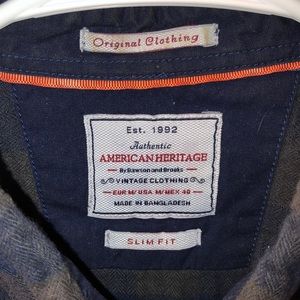 Original Clothing
Est. 1992
Authentic
AMERICAN HERITAGE
By Dawson and Brooks
VINTAGE CLOTHING
EUR M/ USA M/MEX 40
MADE IN BANGLADESH
SLIM FIT